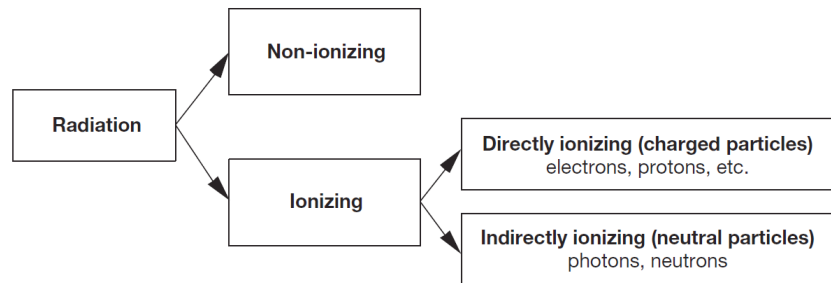 Non-ionizing
Radiation
Directly ionizing (charged particles)
electrons, protons, etc.
Ionizing
Indirectly ionizing (neutral particles)
photons, neutrons